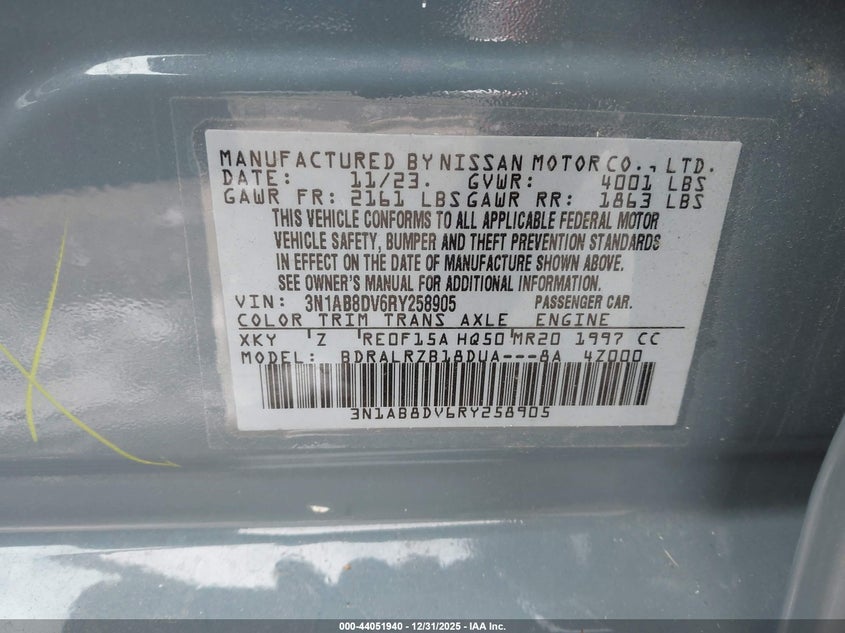 MANUFACTURED BY NISSAN MOTOR CO., LTD.
DATE: 11/23. GVWR: 4001 LBS
GAWR FR: 2161 LBS GAWR RR: 1863 LBS
THIS VEHICLE CONFORMS TO ALL APPLICABLE FEDERAL MOTOR
VEHICLE SAFETY, BUMPER AND THEFT PREVENTION STANDARDS
IN EFFECT ON THE DATE OF MANUFACTURE SHOWN ABOVE.
SEE OWNER'S MANUAL FOR ADDITIONAL INFORMATION.
VIN: 3N1AB8DV6RY258905 PASSENGER CAR.
COLOR TRIM TRANS AXLE ENGINE
XKY Z RE0F15A HQ50 MR20 1997 CC
MODEL: BDRALRZB18DUA---8A 4Z000
3N1AB8DV6RY258905
000-44051940 - 12/31/2025 - IAA Inc.